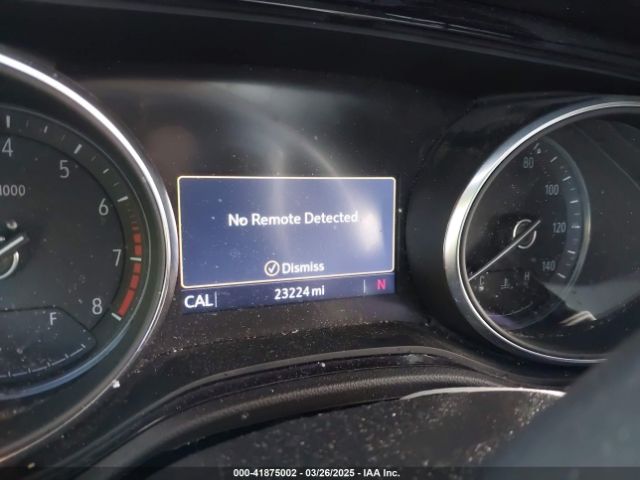 4
5
6
7
8
1000
F
No Remote Detected
Dismiss
CAL
23224 mi
N
80
100
120
140
C
H
000-41875002 - 03/26/2025 - IAA Inc.